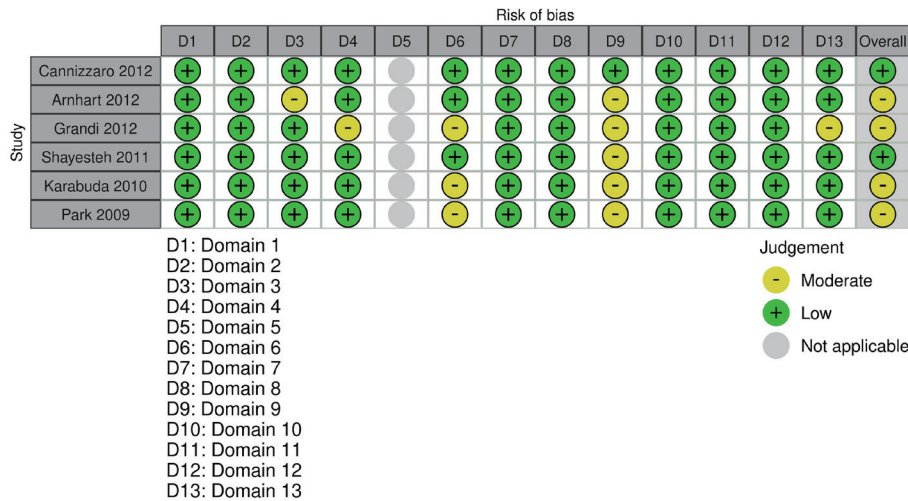 Risk of bias
D1 D2 D3 D4 D5 D6 D7 D8 D9 D10 D11 D12 D13 Overall
Study
Cannizzaro 2012 + + + + + + + + + + + + +
Arnhart 2012 + + - + + + + - + + + + -
Grandi 2012 + + + - - + + - + + + - -
Shayesteh 2011 + + + + + + + - + + + + +
Karabuda 2010 + + + + - + + - + + + + -
Park 2009 + + + + - + + - + + + + -
D1: Domain 1
D2: Domain 2
D3: Domain 3
D4: Domain 4
D5: Domain 5
D6: Domain 6
D7: Domain 7
D8: Domain 8
D9: Domain 9
D10: Domain 10
D11: Domain 11
D12: Domain 12
D13: Domain 13
Judgement
- Moderate
+ Low
Not applicable